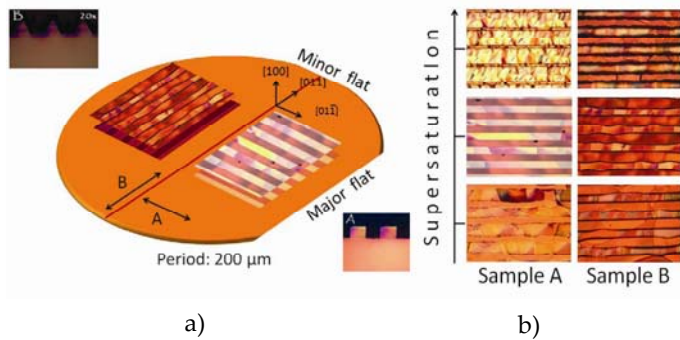 B 20x
Minor flat
[100]
[011]
[011̄]
B
A
Major flat
A
Period: 200 µm
a)
Supersaturation
Sample A Sample B
b)